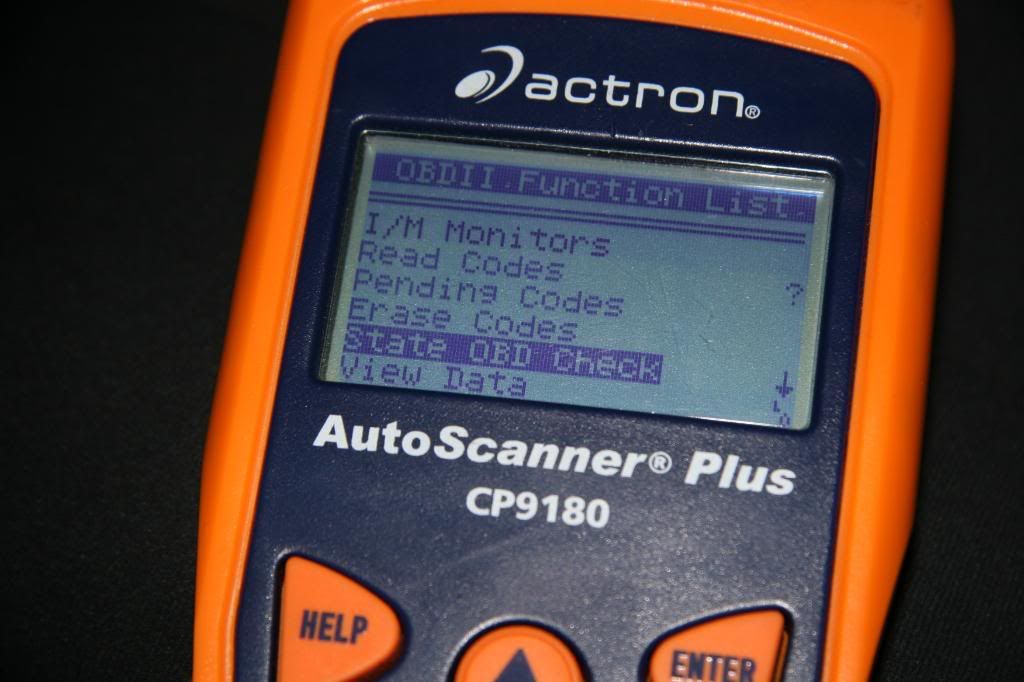 actron®
OBDII Function List
I/M Monitors
Read Codes
?
Pending Codes
Erase Codes
State OBD Check
View Data
AutoScanner® Plus
CP9180
HELP
ENTER